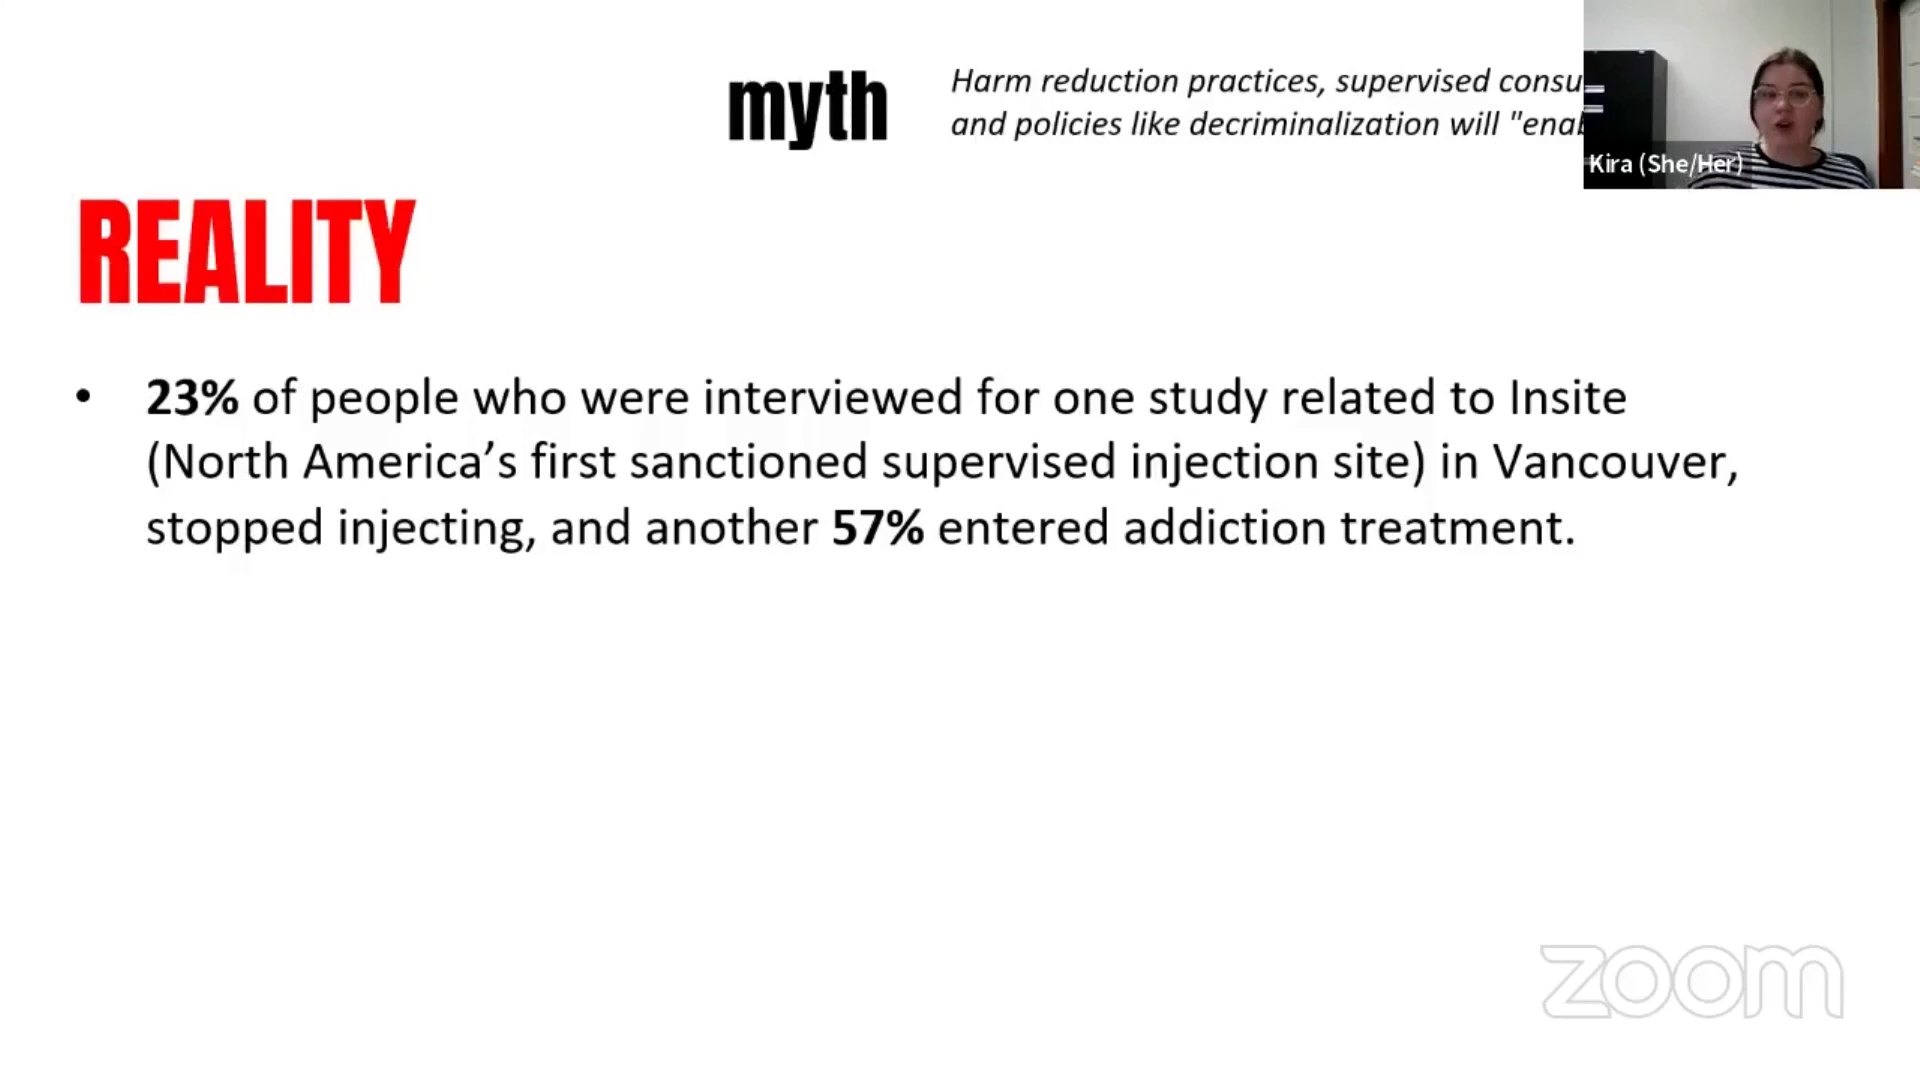 myth
Harm reduction practices, supervised
and policies like decriminalization will
Kira (She/Her)
REALITY
• 23% of people who were interviewed for one study related to Insite
(North America’s first sanctioned supervised injection site) in Vancouver,
stopped injecting, and another 57% entered addiction treatment.
zoom